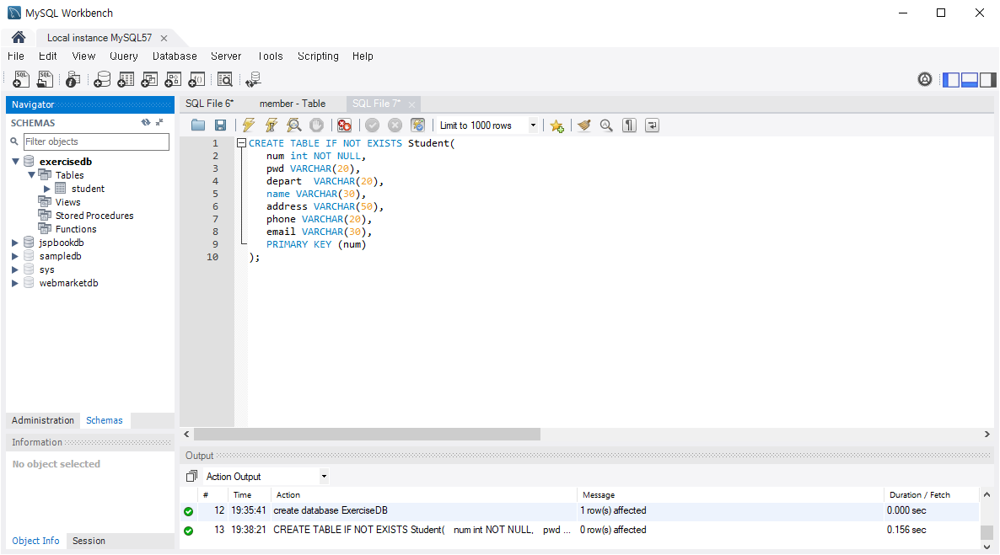 MySQL Workbench
Local instance MySQL57
File Edit View Query Database Server Tools Scripting Help
Navigator
SCHEMAS
Filter objects
exercisedb
Tables
student
Views
Stored Procedures
Functions
jspbookdb
sampledb
sys
webmarketdb
Administration Schemas
Information
No object selected
Object Info Session
SQL File 6* member - Table SQL File 7*
Limit to 1000 rows
1 CREATE TABLE IF NOT EXISTS Student(
2 num int NOT NULL,
3 pwd VARCHAR(20),
4 depart VARCHAR(20),
5 name VARCHAR(30),
6 address VARCHAR(50),
7 phone VARCHAR(20),
8 email VARCHAR(30),
9 PRIMARY KEY (num)
10 );
Output
Action Output
# Time Action Message Duration / Fetch
12 19:35:41 create database ExerciseDB 1 row(s) affected 0.000 sec
13 19:38:21 CREATE TABLE IF NOT EXISTS Student( num int NOT NULL, pwd ... 0 row(s) affected 0.156 sec